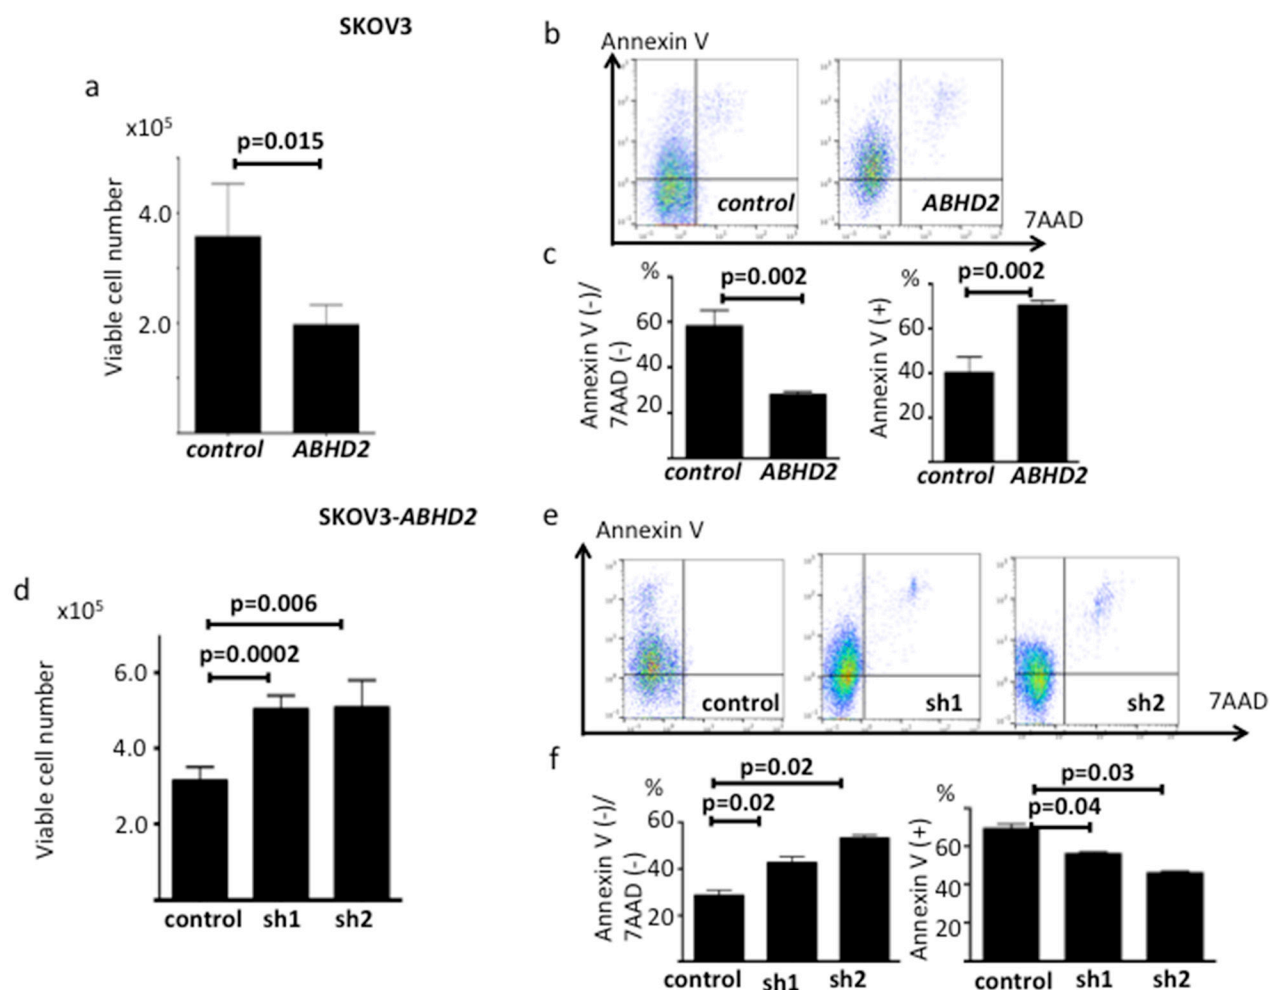 SKOV3
a
x10⁵
p=0.015
Viable cell number
4.0
2.0
control
ABHD2
b
Annexin V
control
ABHD2
7AAD
c
%
p=0.002
Annexin V (-)/
7AAD (-)
60
40
20
control
ABHD2
%
p=0.002
Annexin V (+)
60
40
20
control
ABHD2
SKOV3-ABHD2
d
x10⁵
p=0.006
p=0.0002
Viable cell number
6.0
4.0
2.0
control
sh1
sh2
e
Annexin V
control
sh1
sh2
7AAD
f
%
p=0.02
p=0.02
Annexin V (-)/
7AAD (-)
60
40
20
control
sh1
sh2
%
p=0.03
p=0.04
Annexin V (+)
60
40
20
control
sh1
sh2